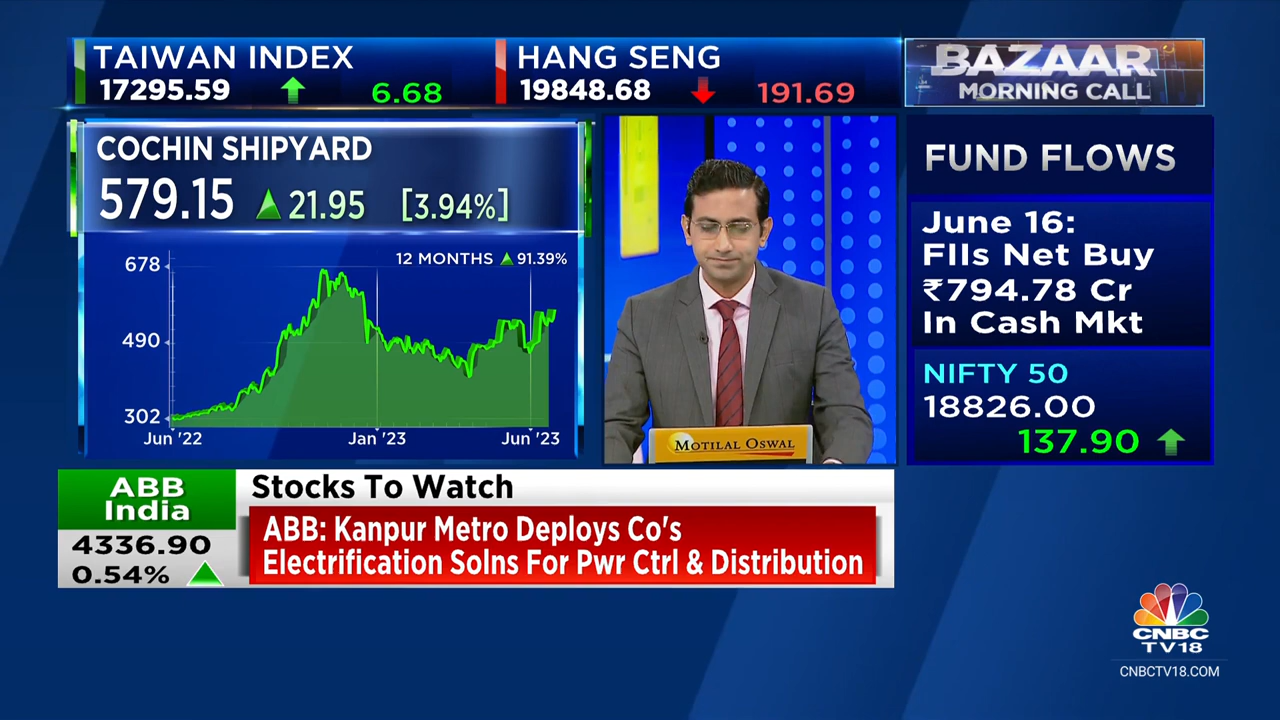 TAIWAN INDEX
17295.59 6.68
HANG SENG
19848.68 191.69
BAZAAR
MORNING CALL
COCHIN SHIPYARD
579.15 21.95 [3.94%]
12 MONTHS 91.39%
678
490
302
Jun '22 Jan '23 Jun '23
MOTILAL OSWAL
FUND FLOWS
June 16:
FIIs Net Buy
₹794.78 Cr
In Cash Mkt
NIFTY 50
18826.00
137.90
ABB
India
4336.90
0.54%
Stocks To Watch
ABB: Kanpur Metro Deploys Co's
Electrification Solns For Pwr Ctrl & Distribution
CNBC
TV18
CNBCTV18.COM